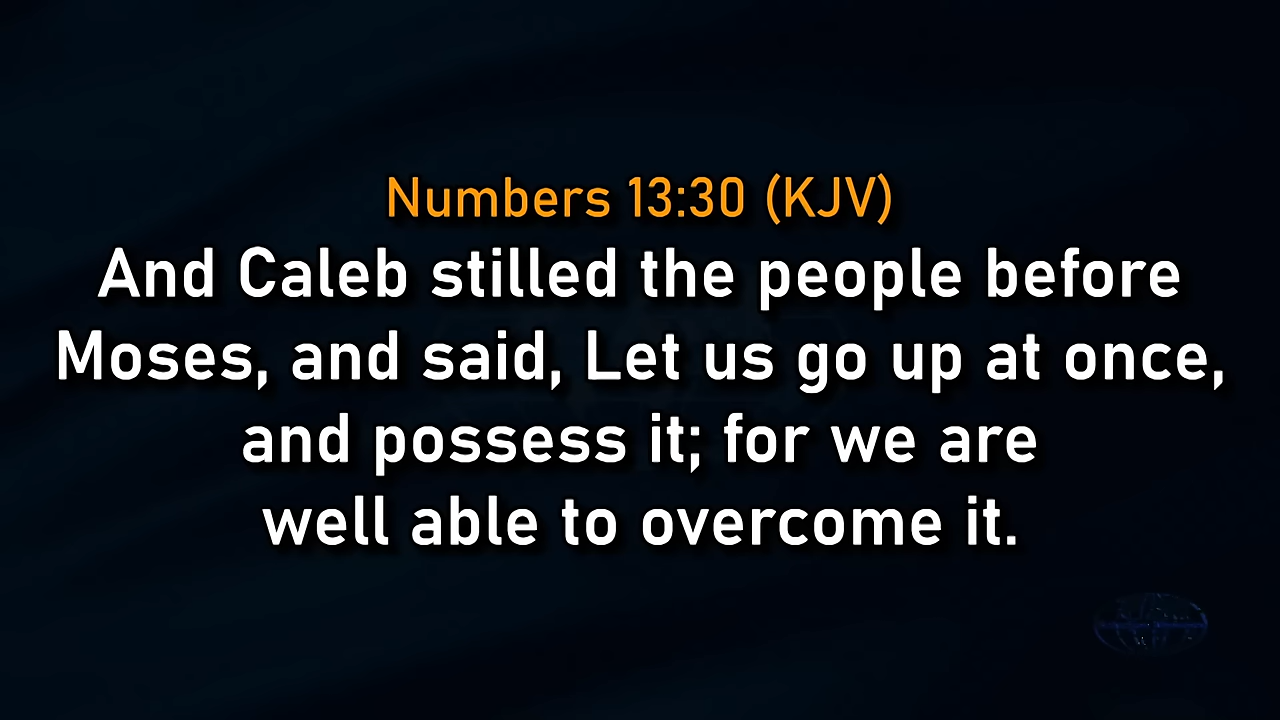 Numbers 13:30 (KJV)
And Caleb stilled the people before
Moses, and said, Let us go up at once,
and possess it; for we are
well able to overcome it.